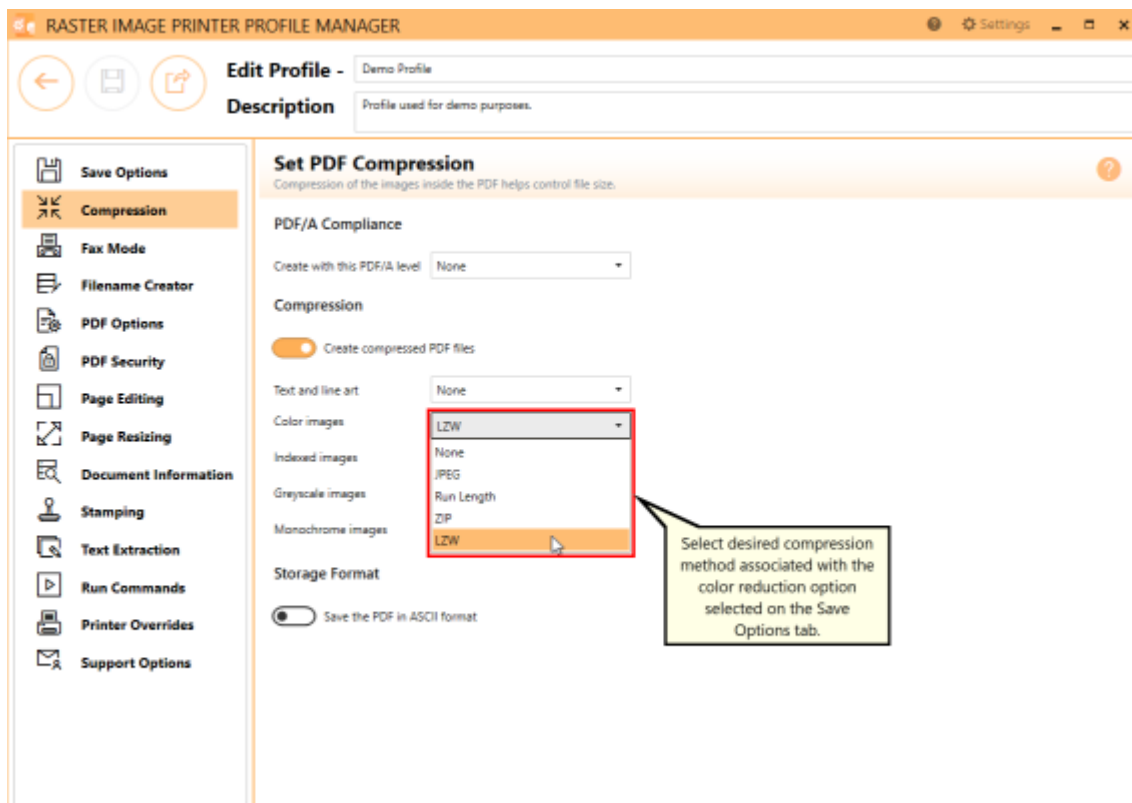 RASTER IMAGE PRINTER PROFILE MANAGER
Settings
Edit Profile -
Demo Profile
Description
Profile used for demo purposes.
Save Options
Compression
Fax Mode
Filename Creator
PDF Options
PDF Security
Page Editing
Page Resizing
Document Information
Stamping
Text Extraction
Run Commands
Printer Overrides
Support Options
Set PDF Compression
Compression of the images inside the PDF helps control file size.
PDF/A Compliance
Create with this PDF/A level
None
Compression
Create compressed PDF files
Text and line art
None
Color images
LZW
Indexed images
Greyscale images
Monochrome images
None
JPEG
Run Length
ZIP
LZW
Storage Format
Save the PDF in ASCII format
Select desired compression
method associated with the
color reduction option
selected on the Save
Options tab.